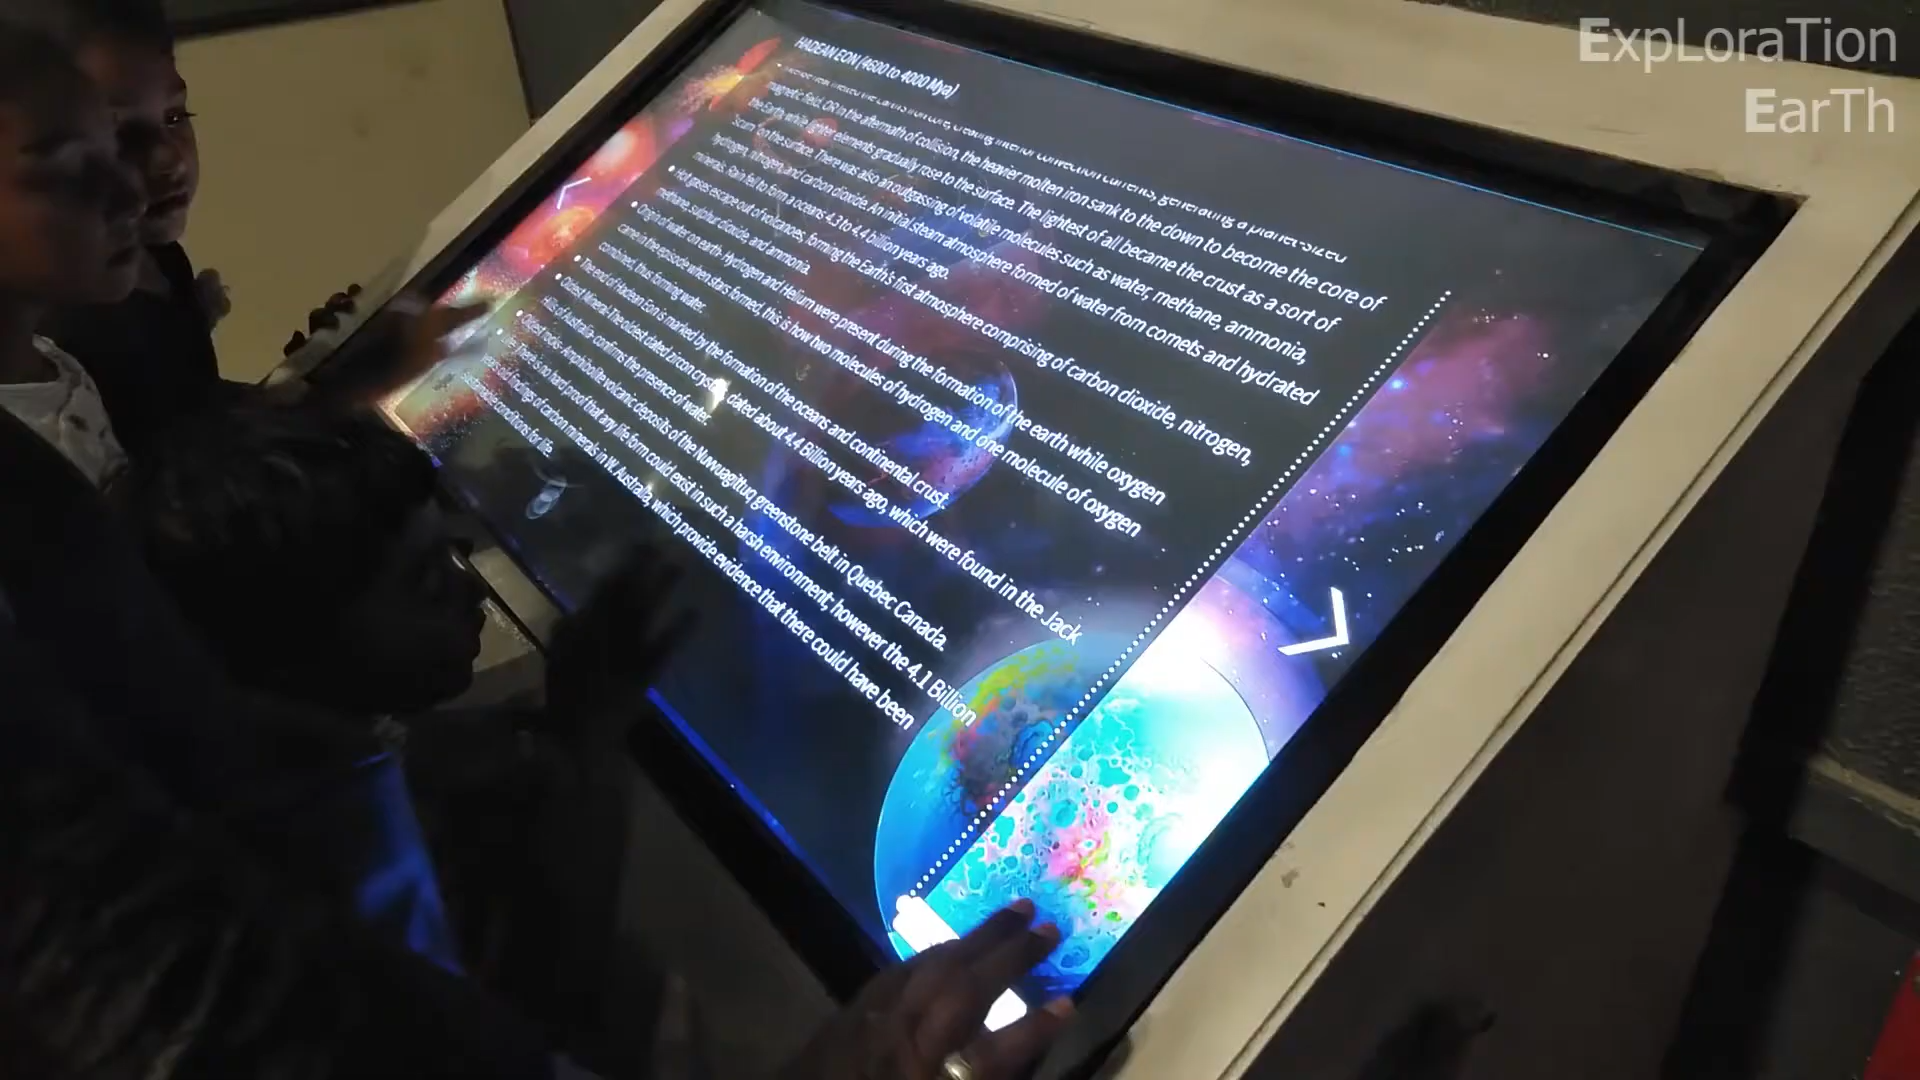 ExpLoraTion
EarTh
HADEAN EON (4600 to 4000 Mya)
creating interior convection currents, generating a planet-sized
magnetic field. OR in the aftermath of collision, the heavier molten iron sank to the down to become the core of
the Earth while lighter elements gradually rose to the surface. The lightest of all became the crust as a sort of
"Scum" on the surface. There was also an outgassing of volatile molecules such as water, methane, ammonia,
hydrogen, nitrogen, and carbon dioxide. An initial steam atmosphere formed of water from comets and hydrated
minerals. Rain fell to form a oceans 4.3 to 4.4 billion years ago.
• Hot gases escape out of volcanoes, forming the Earth's first atmosphere comprising of carbon dioxide, nitrogen,
methane, sulphur dioxide, and ammonia.
• Origin of water on earth- Hydrogen and Helium were present during the formation of the earth while oxygen
came in the episode when stars formed, this is how two molecules of hydrogen and one molecule of oxygen
combined, thus forming water.
• The end of Hadean Eon is marked by the formation of the oceans and continental crust.
• Oldest Mineral-The oldest dated zircon crystals dated about 4.4 Billion years ago, which were found in the Jack
Hills of Australia confirms the presence of water.
• Oldest Rocks- Amphibolite volcanic deposits of the Nuvvuagittuq greenstone belt in Quebec Canada.
there is no hard proof that any life form could exist in such a harsh environment; however the 4.1 Billion
findings of carbon minerals in W. Australia, which provide evidence that there could have been
conditions for life.